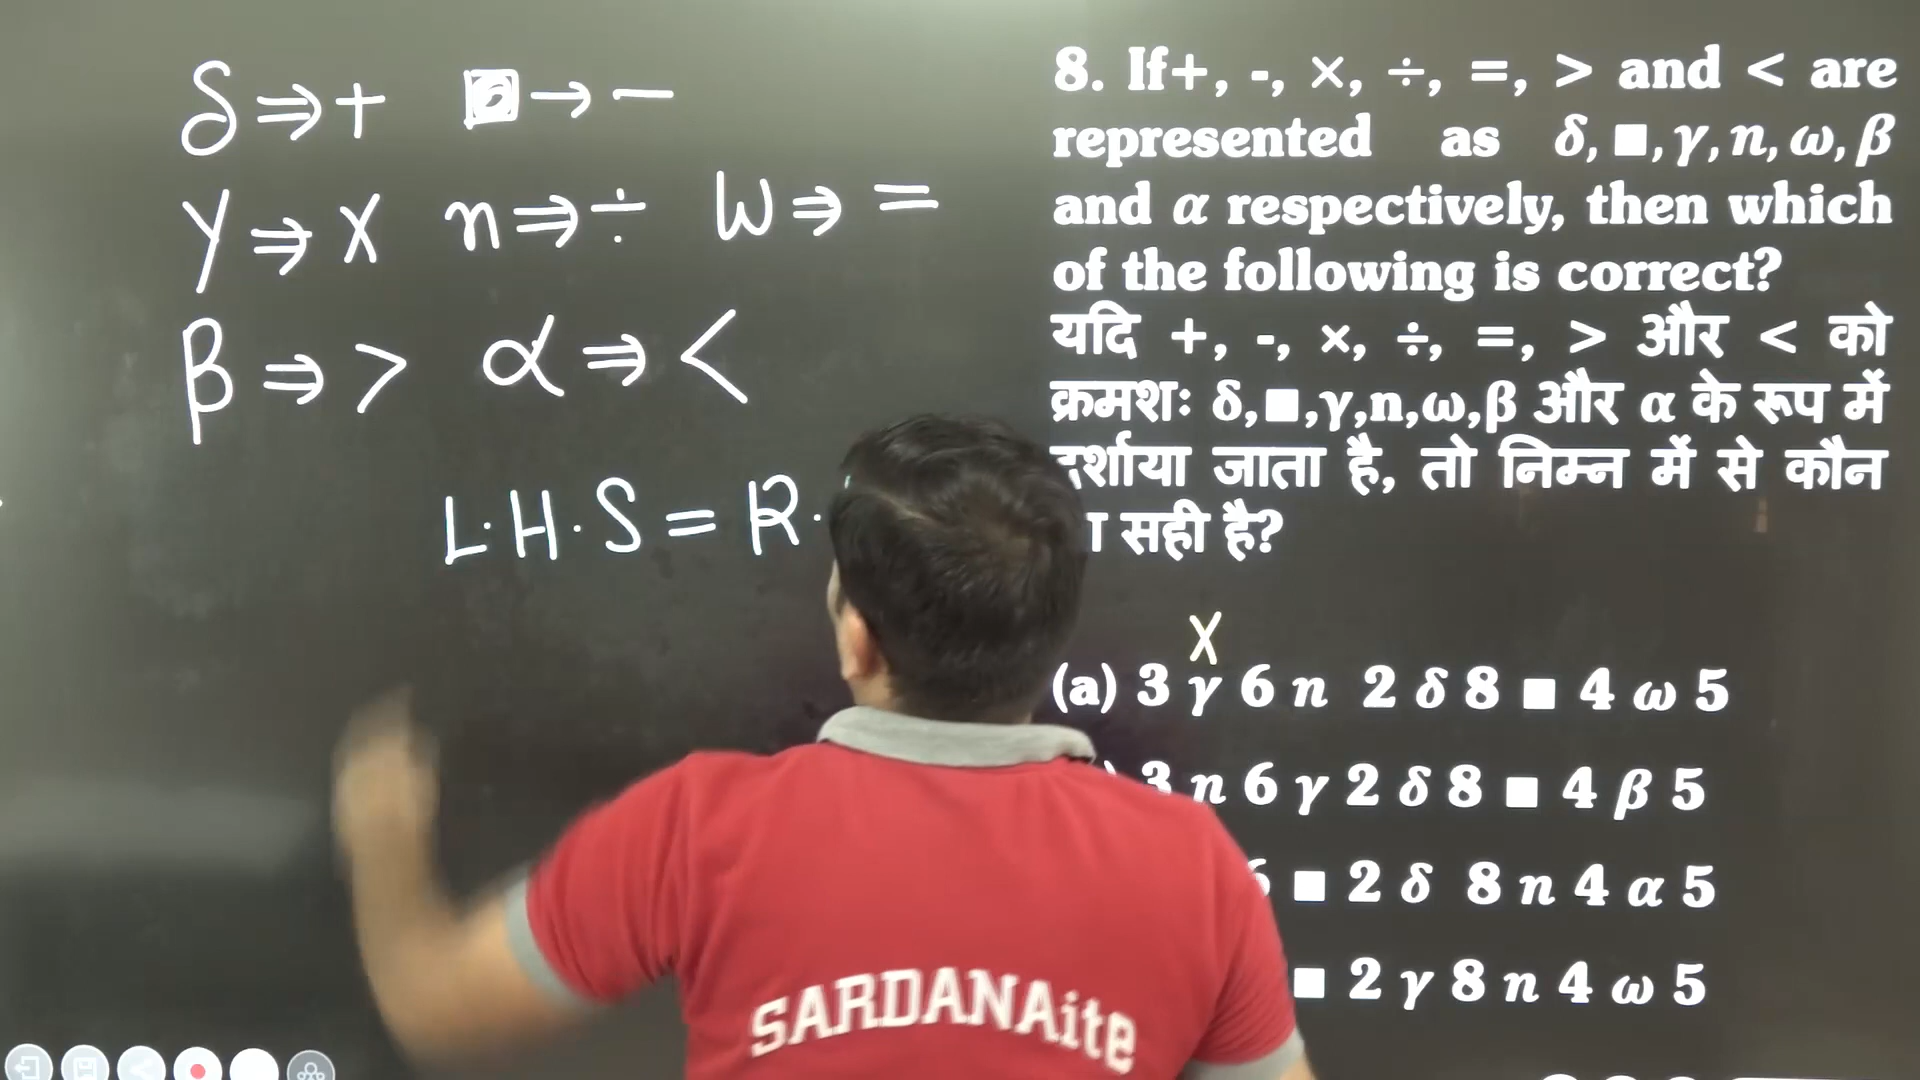 δ ⇒ + ■ → −
γ ⇒ × n ⇒ ÷ ω ⇒ =
β ⇒ > α ⇒ <
L.H.S = R.
8. If+, -, ×, ÷, =, > and < are
represented as δ, ■, γ, n, ω, β
and α respectively, then which
of the following is correct?
यदि +, -, ×, ÷, =, > और < को
क्रमशः δ,■,γ,n,ω,β और α के रूप में
दर्शाया जाता है, तो निम्न में से कौन
सही है?
×
(a) 3 γ 6 n 2 δ 8 ■ 4 ω 5
3 n 6 γ 2 δ 8 ■ 4 β 5
6 ■ 2 δ 8 n 4 α 5
■ 2 γ 8 n 4 ω 5
SARDANAite